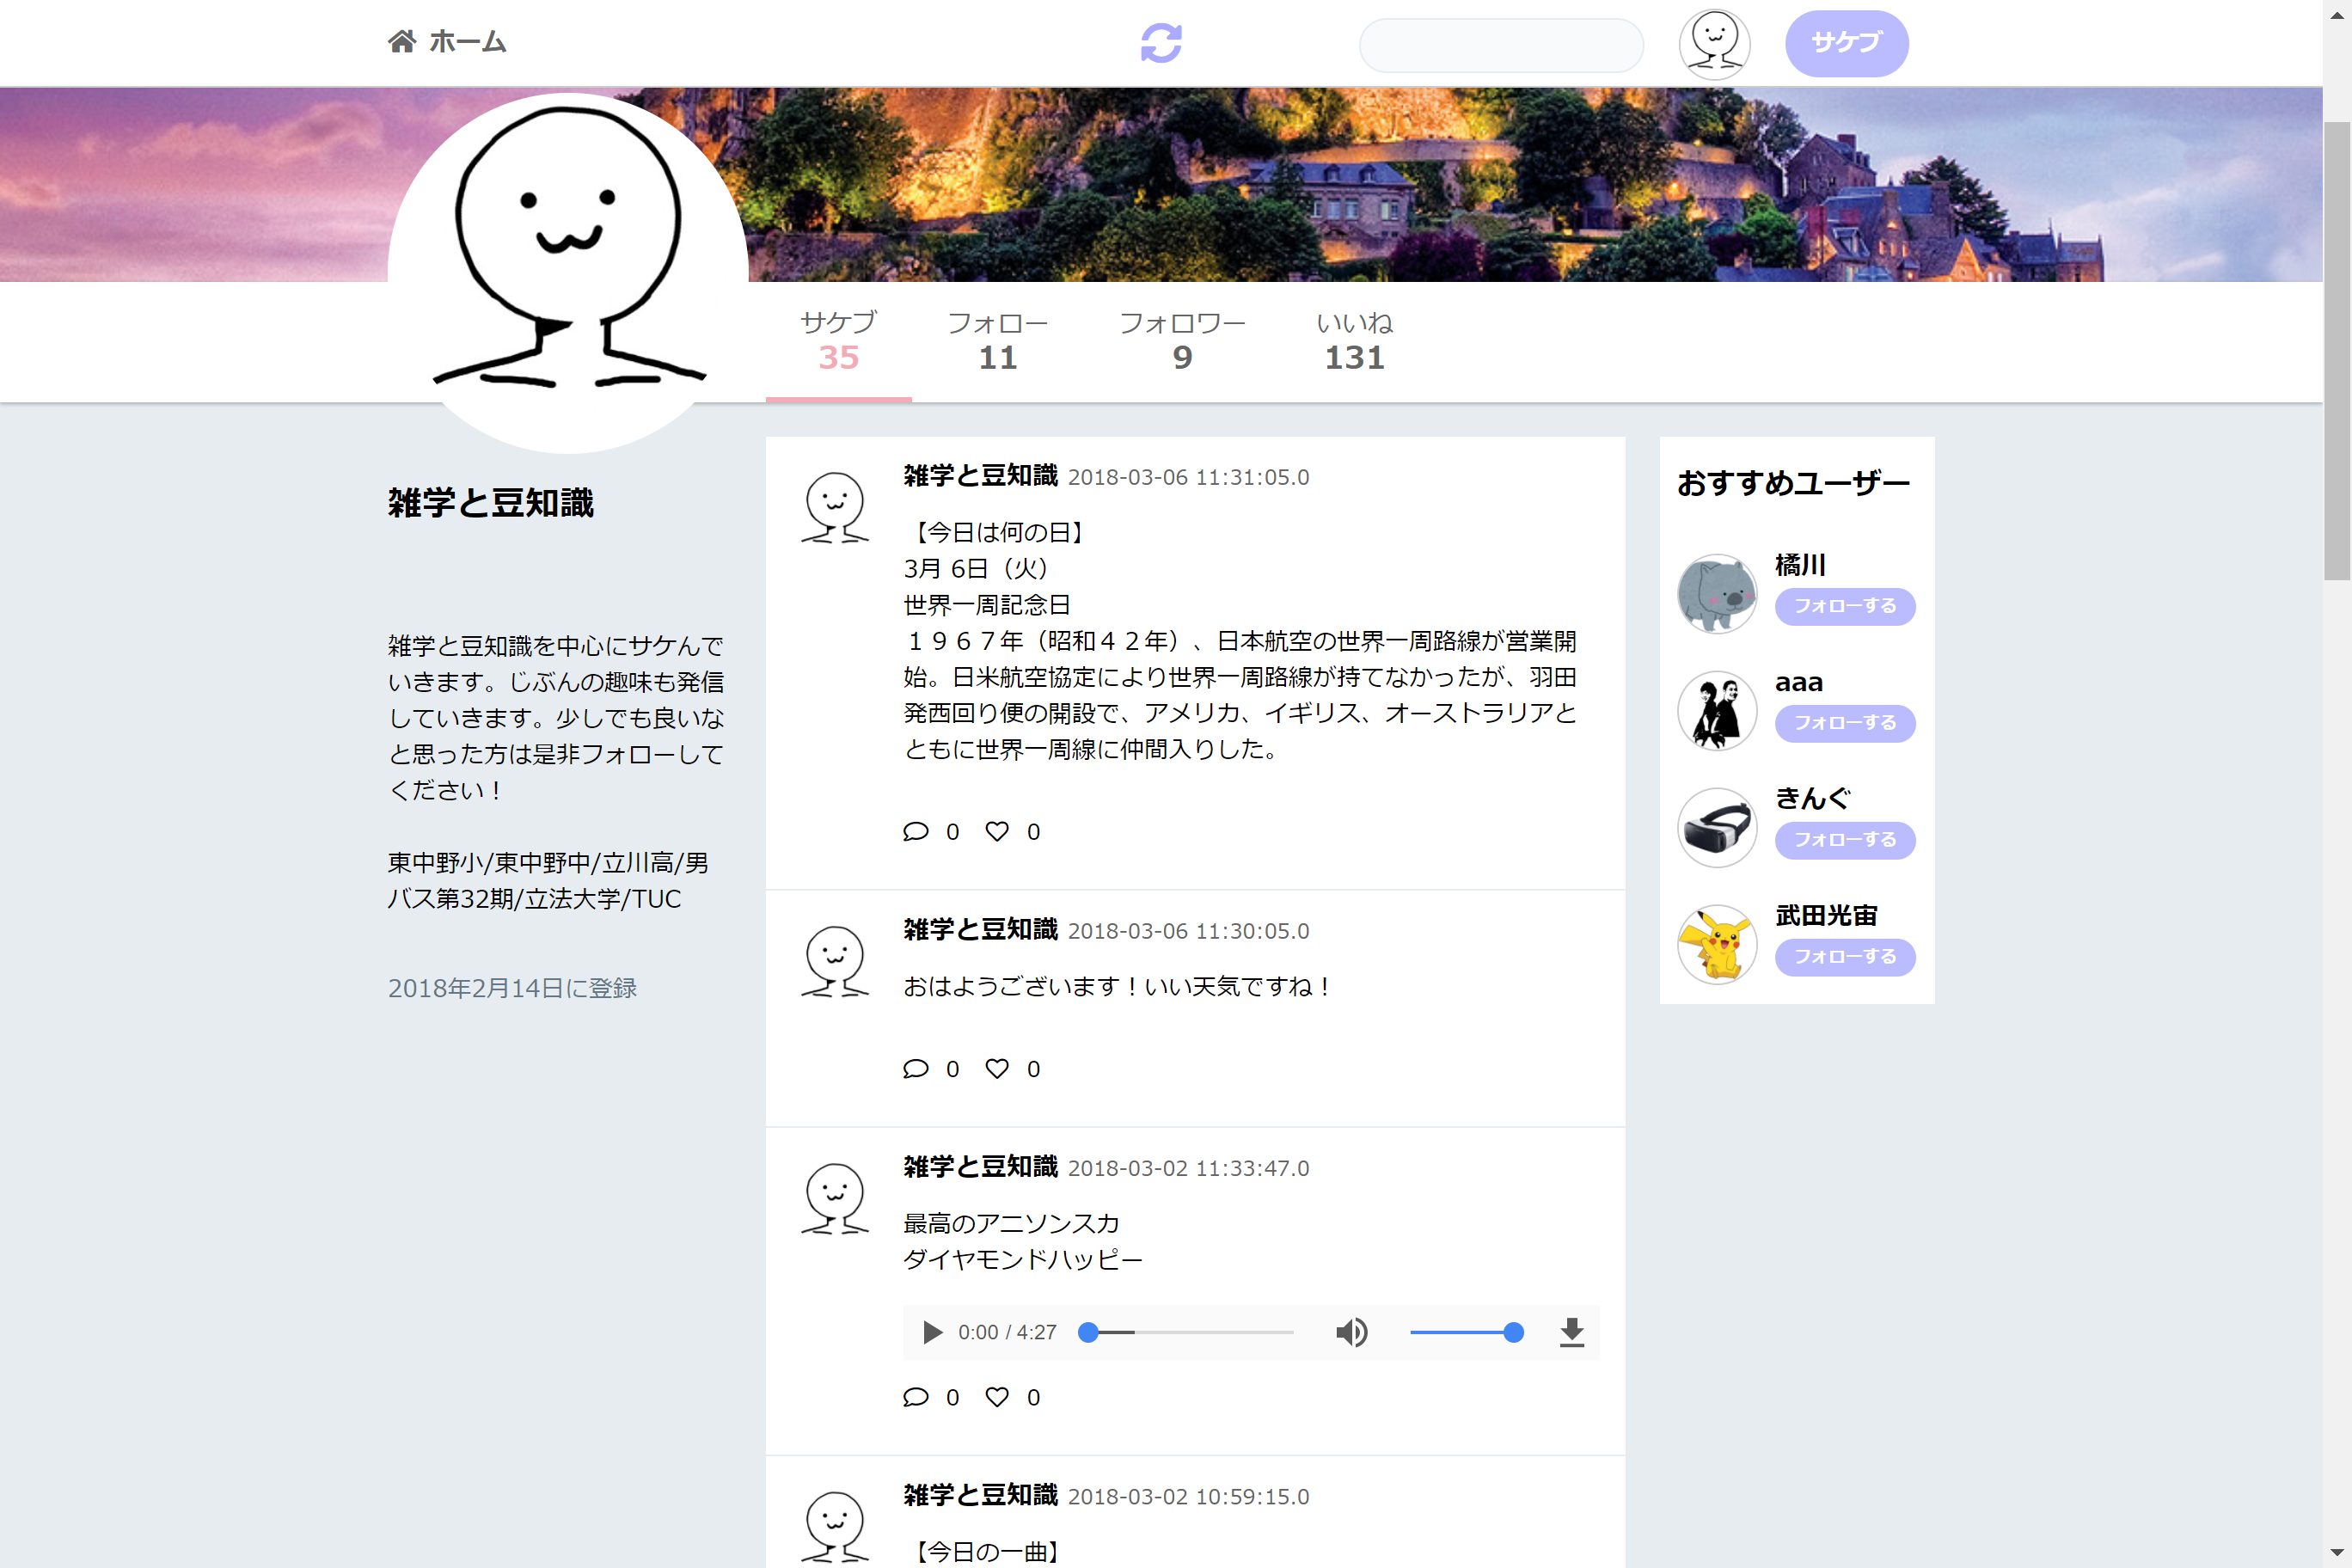 ホーム
サケブ
サケブ フォロー フォロワー いいね
35 11 9 131
雑学と豆知識
雑学と豆知識を中心にサケんで
いきます。じぶんの趣味も発信
していきます。少しでも良いな
と思った方は是非フォローして
ください！
東中野小/東中野中/立川高/男
バス第32期/立法大学/TUC
2018年2月14日に登録
雑学と豆知識 2018-03-06 11:31:05.0
【今日は何の日】
3月 6日（火）
世界一周記念日
１９６７年（昭和４２年）、日本航空の世界一周路線が営業開
始。日米航空協定により世界一周路線が持てなかったが、羽田
発西回り便の開設で、アメリカ、イギリス、オーストラリアと
ともに世界一周線に仲間入りした。
0 0
雑学と豆知識 2018-03-06 11:30:05.0
おはようございます！いい天気ですね！
0 0
雑学と豆知識 2018-03-02 11:33:47.0
最高のアニソンスカ
ダイヤモンドハッピー
0:00 / 4:27
0 0
雑学と豆知識 2018-03-02 10:59:15.0
【今日の一曲】
おすすめユーザー
橘川
フォローする
aaa
フォローする
きんぐ
フォローする
武田光宙
フォローする